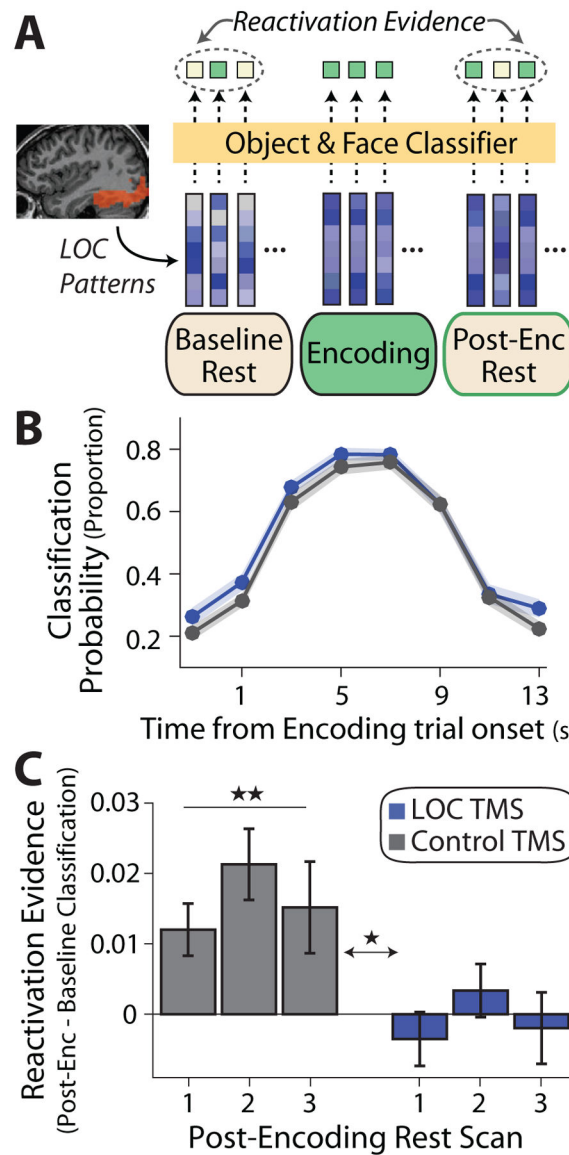 A
Reactivation Evidence
Object & Face Classifier
LOC
Patterns
... ... ...
Baseline
Rest
Encoding
Post-Enc
Rest
B
Classification
Probability (Proportion)
0.8
0.6
0.4
0.2
1 5 9 13
Time from Encoding trial onset (s
C
Reactivation Evidence
(Post-Enc - Baseline Classification)
0.03
0.02
0.01
0
★★
★
LOC TMS
Control TMS
1 2 3 1 2 3
Post-Encoding Rest Scan